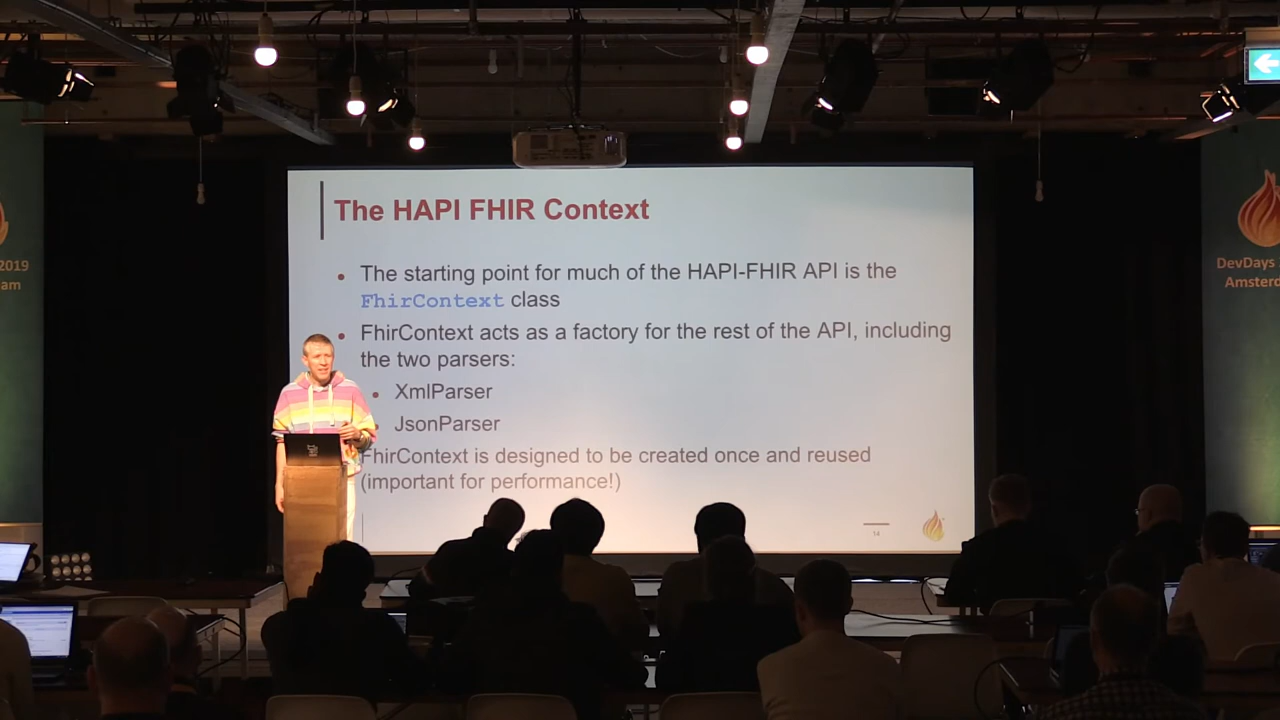 The HAPI FHIR Context
The starting point for much of the HAPI-FHIR API is the
FhirContext class
FhirContext acts as a factory for the rest of the API, including
the two parsers:
XmlParser
JsonParser
FhirContext is designed to be created once and reused
(important for performance!)
14
2019
DevDays